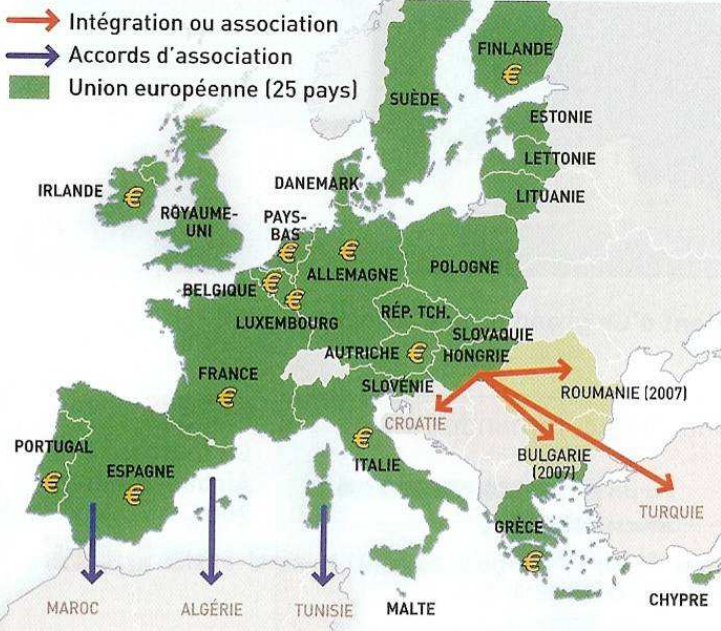 Intégration ou association
Accords d'association
Union européenne (25 pays)
FINLANDE
€
SUÈDE
ESTONIE
LETTONIE
LITUANIE
IRLANDE
€
ROYAUME-
UNI
DANEMARK
PAYS-
BAS
€
€
ALLEMAGNE
POLOGNE
BELGIQUE
€
€
LUXEMBOURG
RÉP. TCH.
SLOVAQUIE
AUTRICHE
€
HONGRIE
FRANCE
€
SLOVÉNIE
ROUMANIE (2007)
CROATIE
PORTUGAL
€
ESPAGNE
€
€
ITALIE
BULGARIE
(2007)
TURQUIE
GRÈCE
€
MAROC
ALGÉRIE
TUNISIE
MALTE
CHYPRE